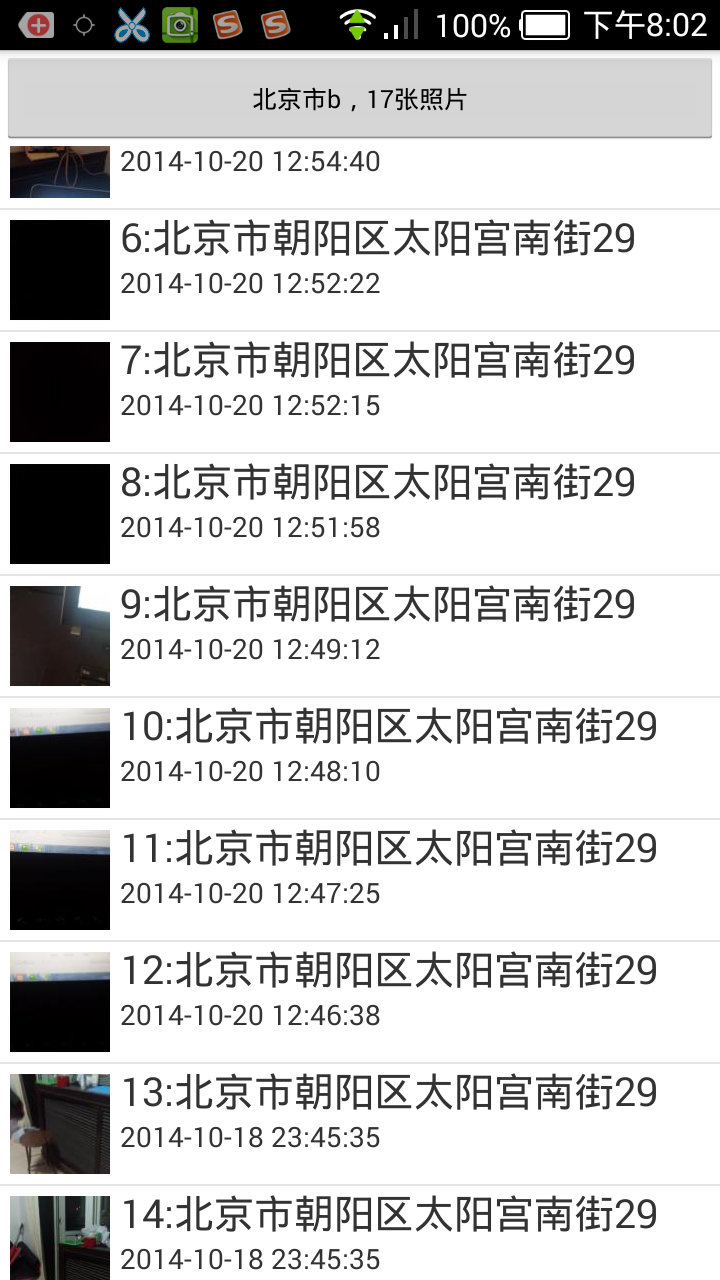 100% 下午8:02
北京市b，17张照片
2014-10-20 12:54:40
6:北京市朝阳区太阳宫南街29
2014-10-20 12:52:22
7:北京市朝阳区太阳宫南街29
2014-10-20 12:52:15
8:北京市朝阳区太阳宫南街29
2014-10-20 12:51:58
9:北京市朝阳区太阳宫南街29
2014-10-20 12:49:12
10:北京市朝阳区太阳宫南街29
2014-10-20 12:48:10
11:北京市朝阳区太阳宫南街29
2014-10-20 12:47:25
12:北京市朝阳区太阳宫南街29
2014-10-20 12:46:38
13:北京市朝阳区太阳宫南街29
2014-10-18 23:45:35
14:北京市朝阳区太阳宫南街29
2014-10-18 23:45:35